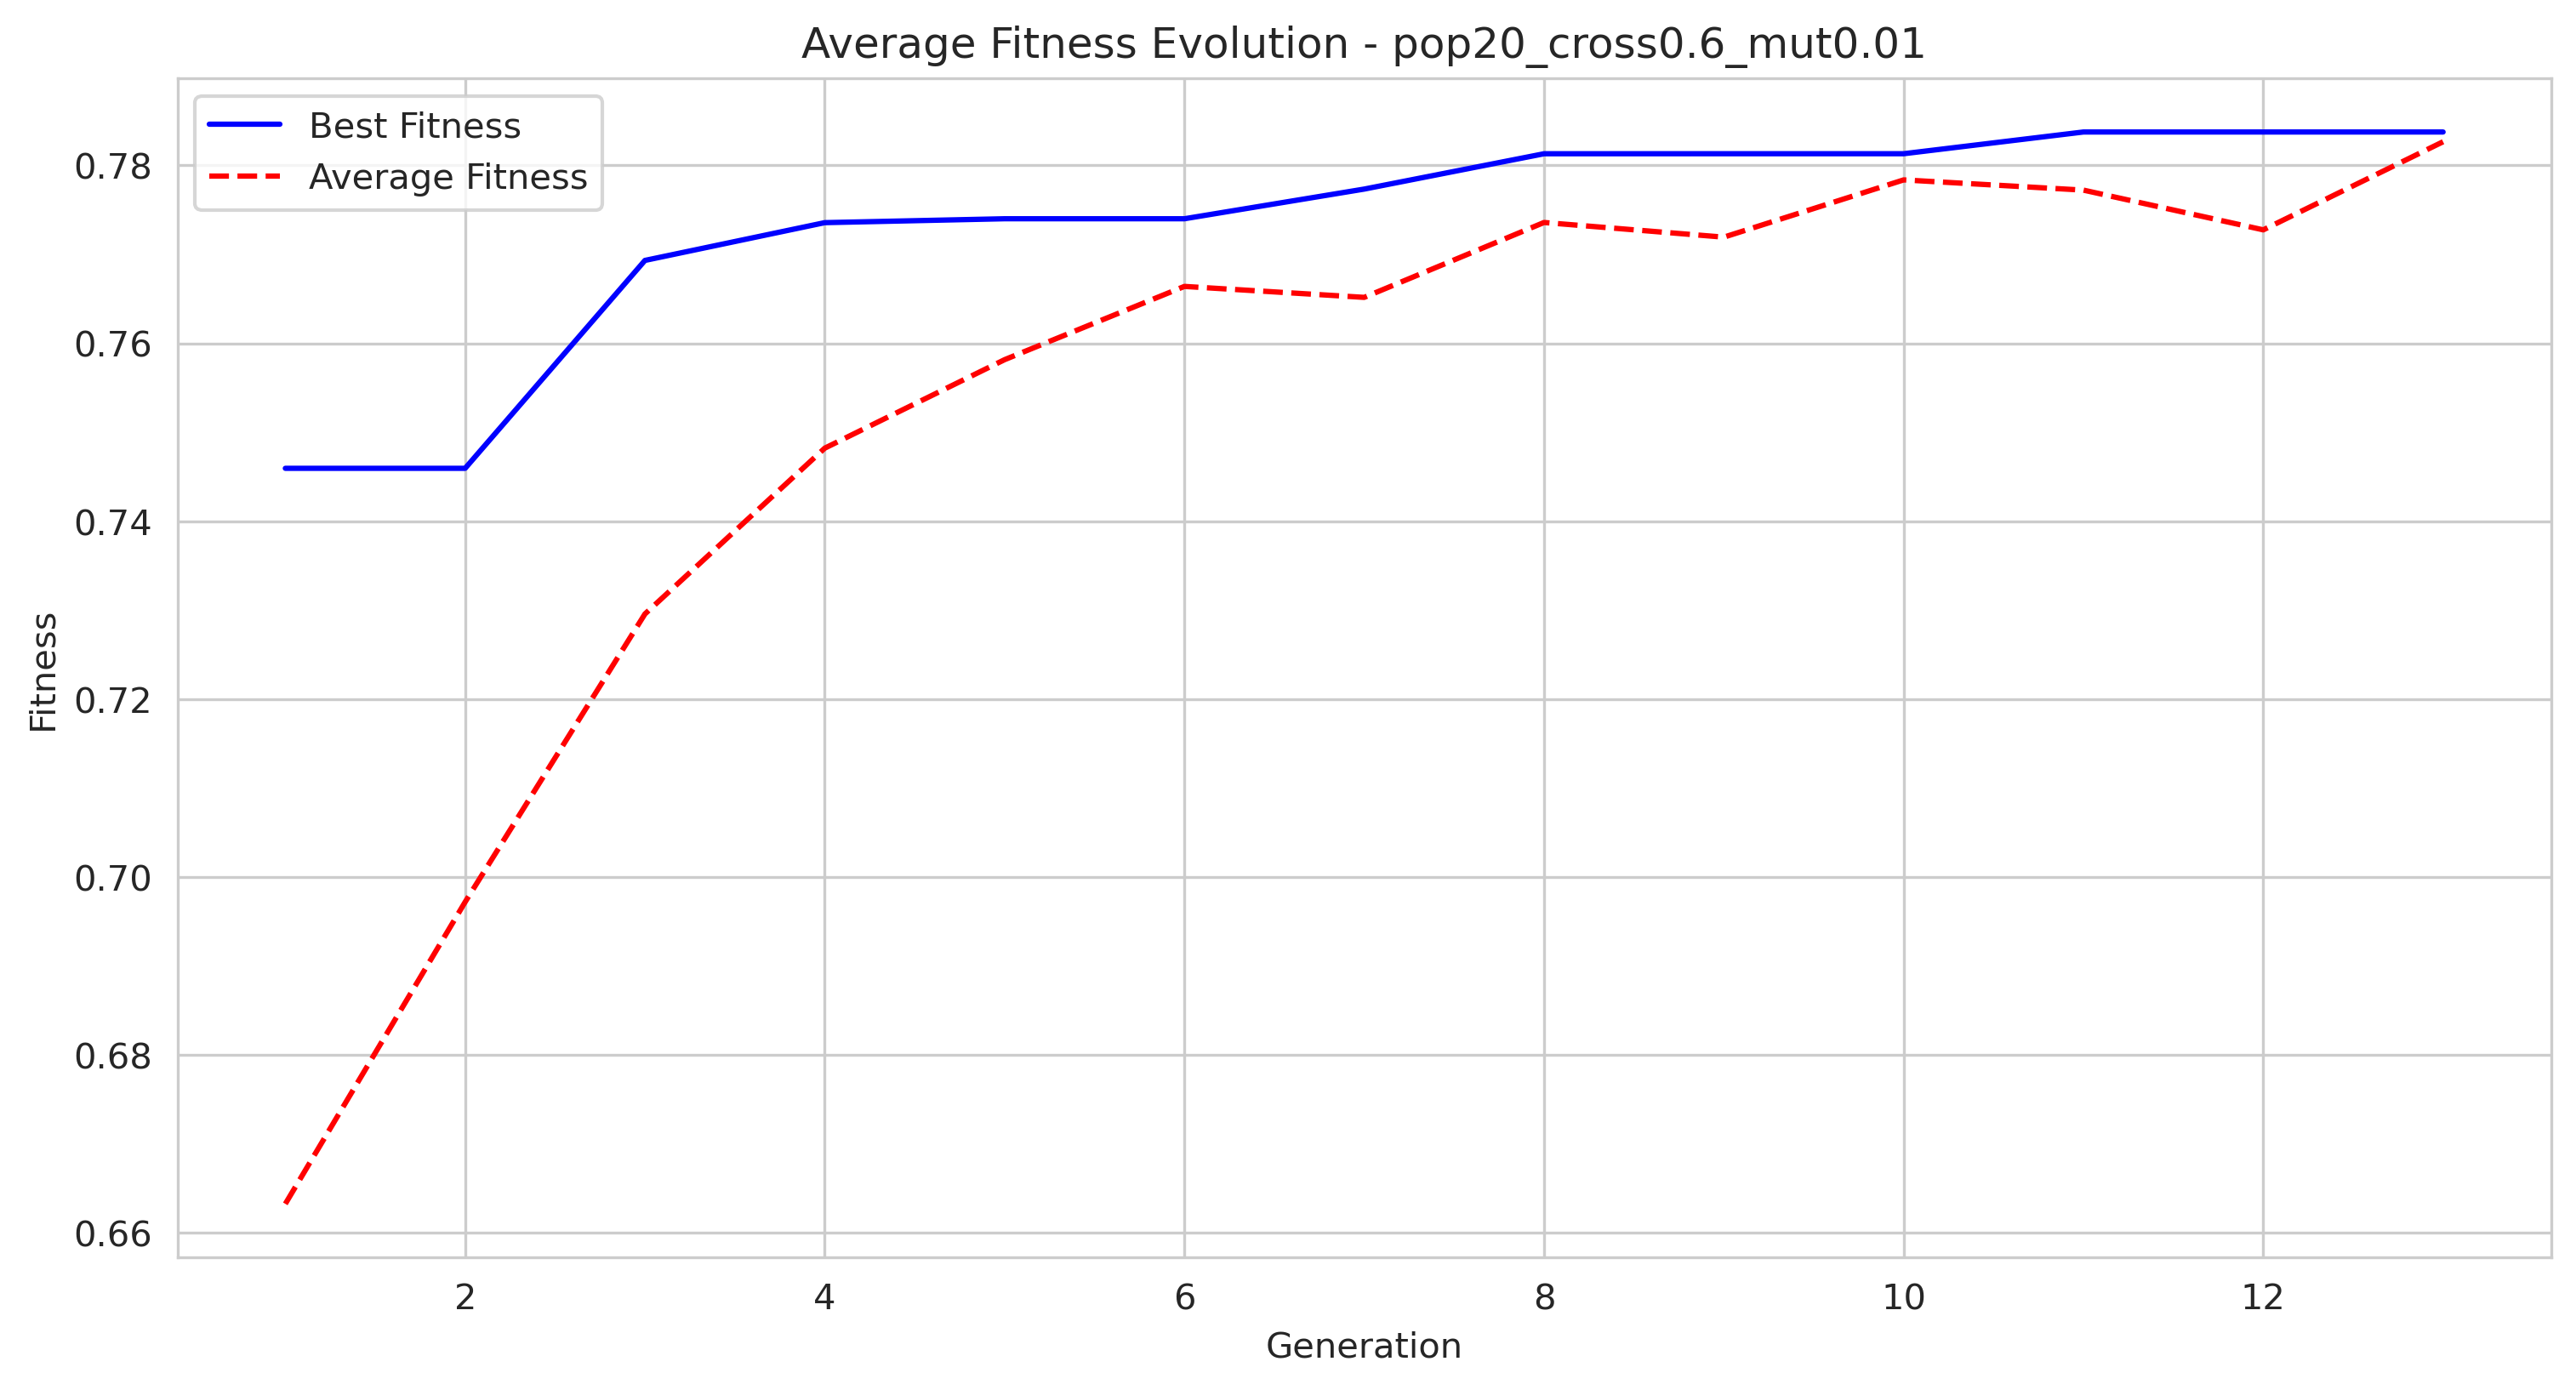 Average Fitness Evolution - pop20_cross0.6_mut0.01
Best Fitness
Average Fitness
0.78
0.76
0.74
0.72
0.70
0.68
0.66
Fitness
2 4 6 8 10 12
Generation